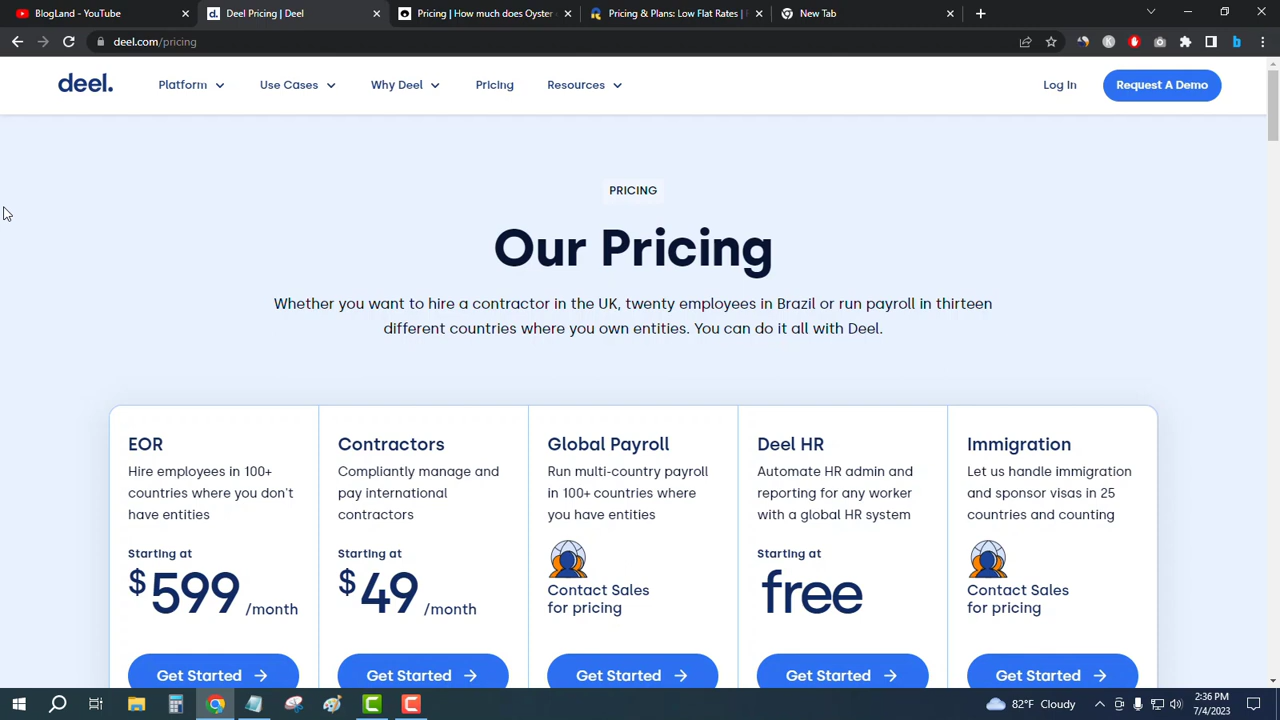 BlogLand - YouTube
Deel Pricing | Deel
Pricing | How much does Oyster
Pricing & Plans: Low Flat Rates |
New Tab
deel.com/pricing
deel.
Platform
Use Cases
Why Deel
Pricing
Resources
Log In
Request A Demo
PRICING
Our Pricing
Whether you want to hire a contractor in the UK, twenty employees in Brazil or run payroll in thirteen
different countries where you own entities. You can do it all with Deel.
EOR
Hire employees in 100+
countries where you don't
have entities
Starting at
$599 /month
Get Started
Contractors
Compliantly manage and
pay international
contractors
Starting at
$49 /month
Get Started
Global Payroll
Run multi-country payroll
in 100+ countries where
you have entities
Contact Sales
for pricing
Get Started
Deel HR
Automate HR admin and
reporting for any worker
with a global HR system
Starting at
free
Get Started
Immigration
Let us handle immigration
and sponsor visas in 25
countries and counting
Contact Sales
for pricing
Get Started
82°F Cloudy
2:36 PM
7/4/2023